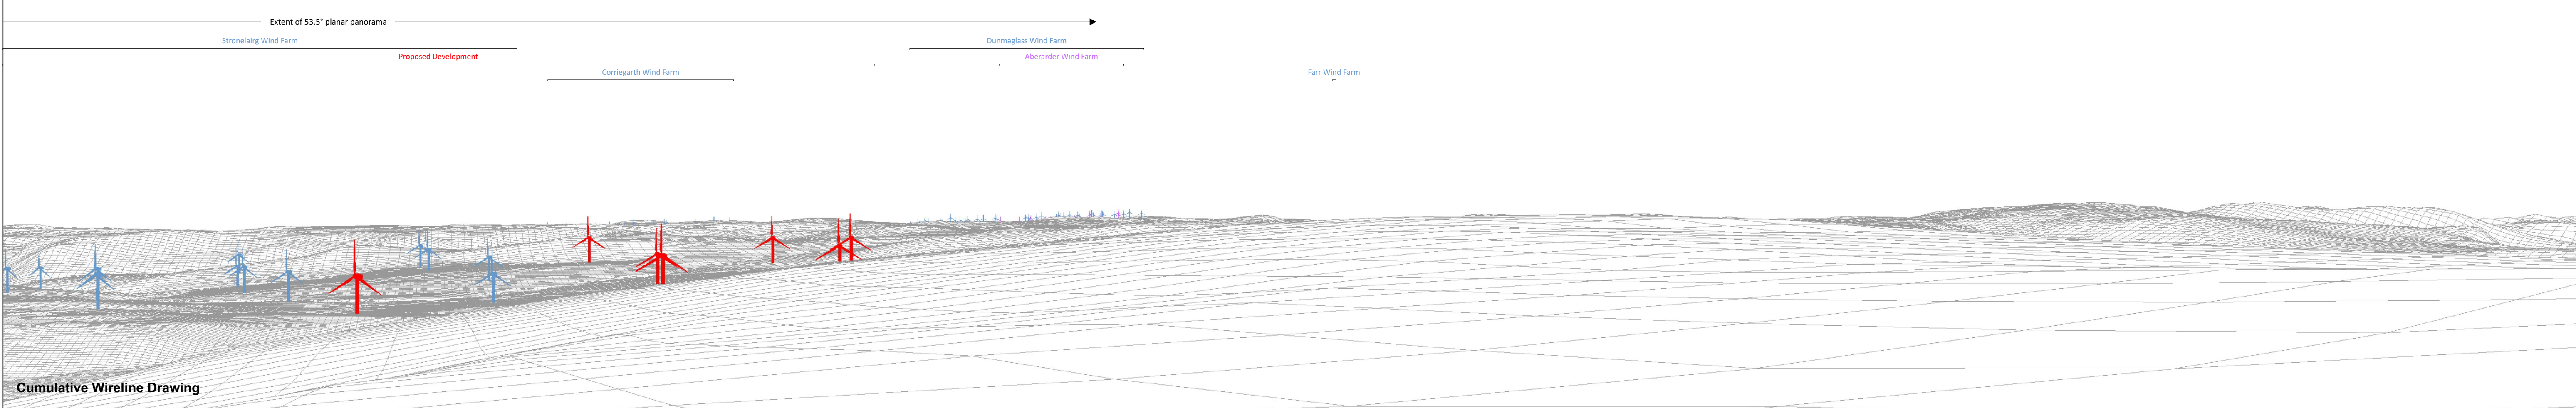 Extent of 53.5° planar panorama
Stronelairg Wind Farm
Dunmaglass Wind Farm
Proposed Development
Aberarder Wind Farm
Corriegarth Wind Farm
Farr Wind Farm
Cumulative Wireline Drawing